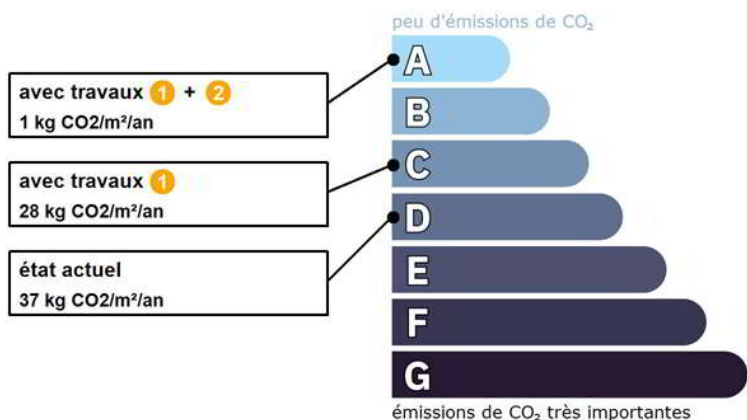 peu d'émissions de CO₂
A
avec travaux 1 + 2
1 kg CO2/m²/an
B
avec travaux 1
28 kg CO2/m²/an
C
D
état actuel
37 kg CO2/m²/an
E
F
G
émissions de CO₂ très importantes